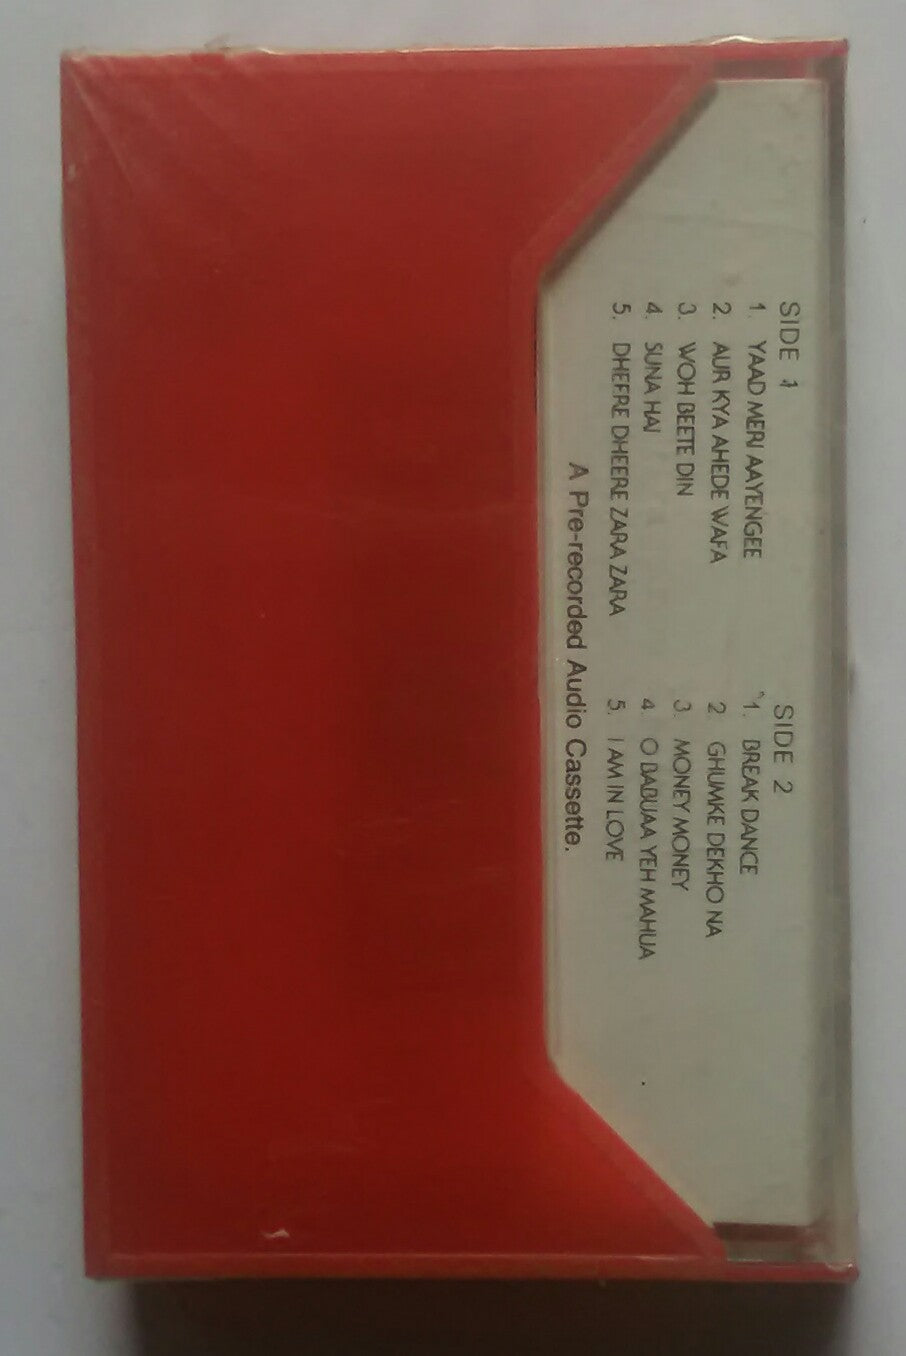 SIDE 1
1. YAAD MERI AAYENGEE
2. AUR KYA AHEDE WAFA
3. WOH BEETE DIN
4. SUNA HAI
5. DHEERE DHEERE ZARA ZARA
SIDE 2
1. BREAK DANCE
2 GHUMKE DEKHO NA
3. MONEY MONEY
4. O BABUAA YEH MAHUA
5. I AM IN LOVE
A Pre-recorded Audio Cassette.